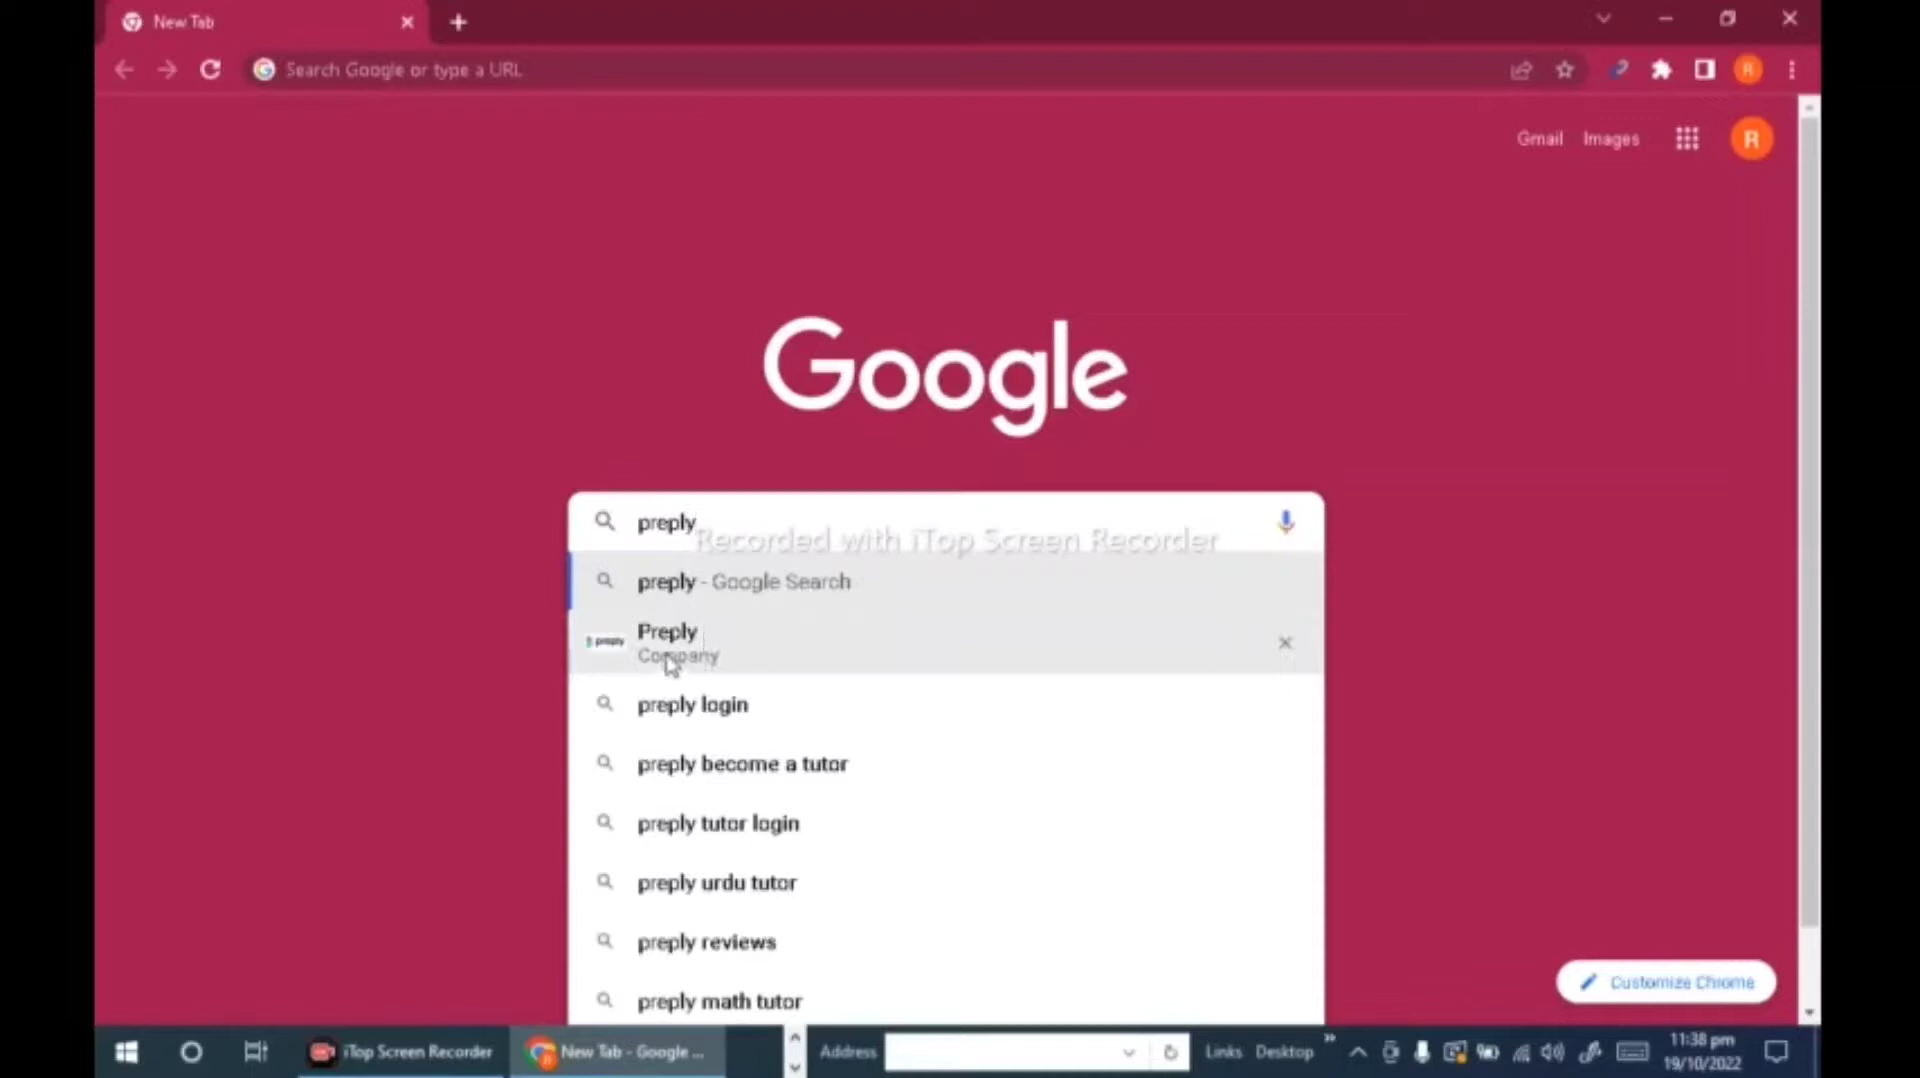 New Tab
Search Google or type a URL
R
Gmail Images
R
Google
preply
Recorded with iTop Screen Recorder
preply - Google Search
preply
Preply
Company
preply login
preply become a tutor
preply tutor login
preply urdu tutor
preply reviews
preply math tutor
Customize Chrome
iTop Screen Recorder
New Tab - Google ...
Address
Links
Desktop
11:38 pm
19/10/2022